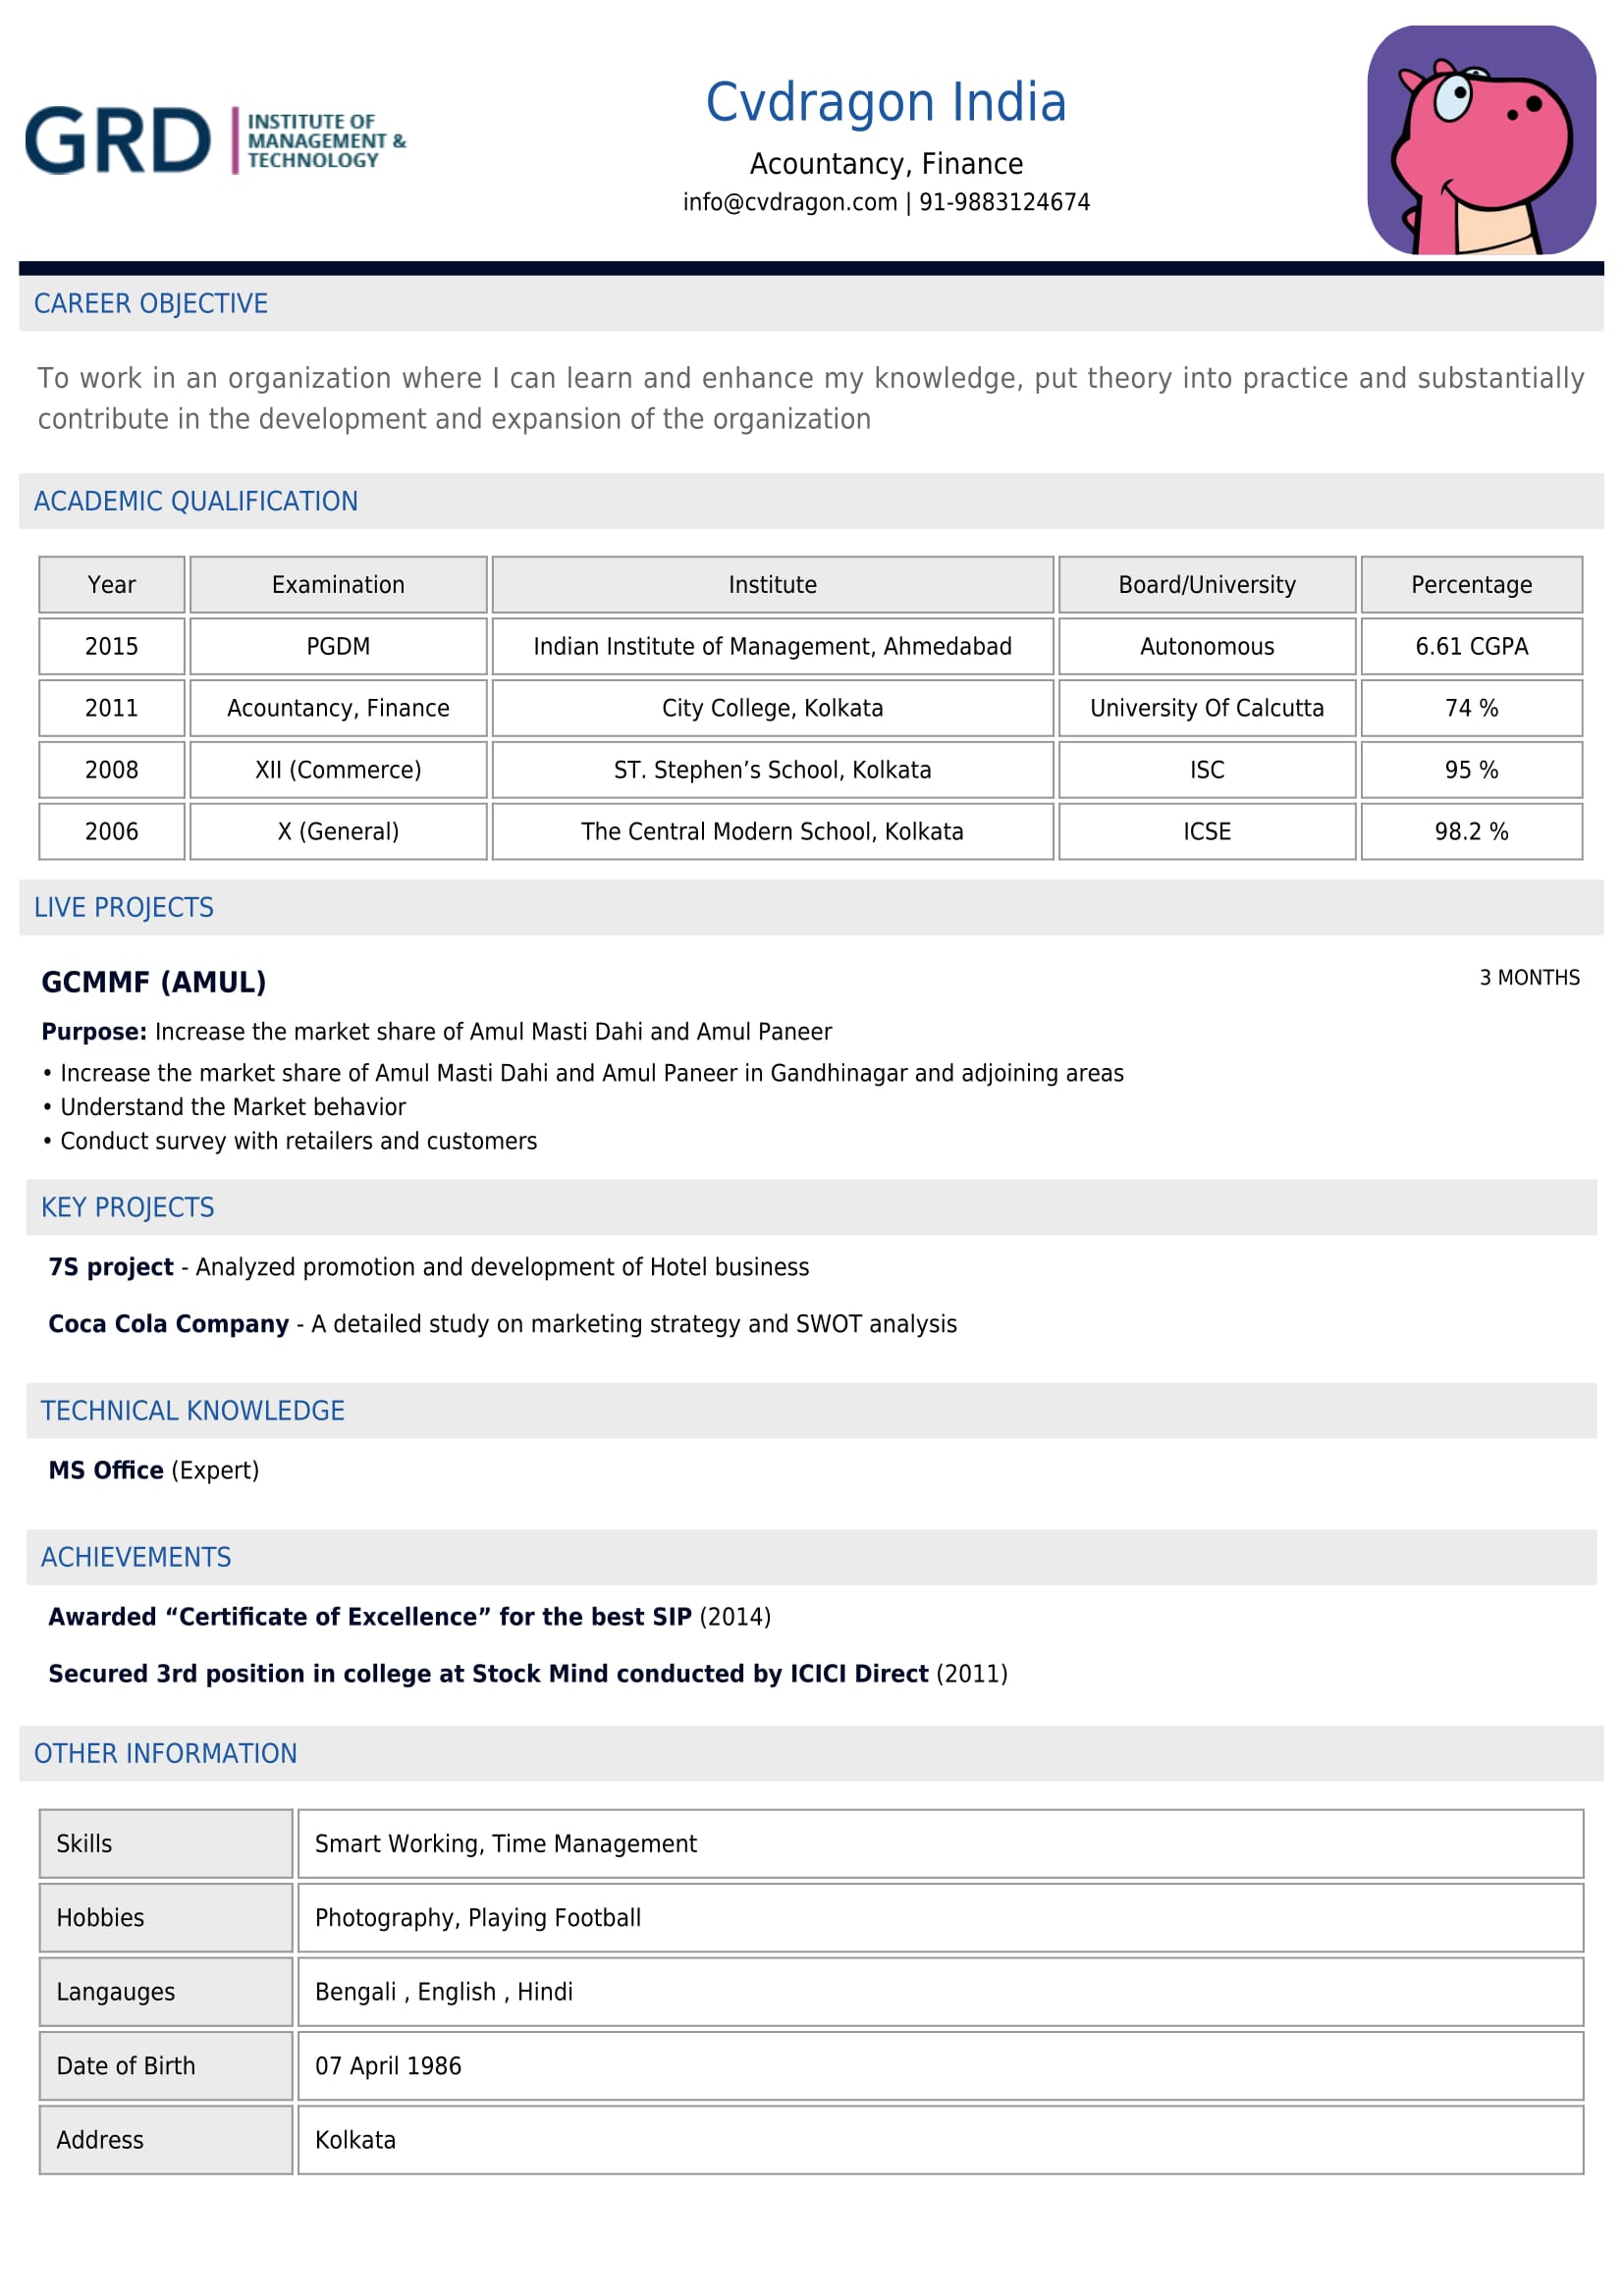 GRD
INSTITUTE OF
MANAGEMENT &
TECHNOLOGY
Cvdragon India
Acountancy, Finance
info@cvdragon.com | 91-9883124674
CAREER OBJECTIVE
To work in an organization where I can learn and enhance my knowledge, put theory into practice and substantially
contribute in the development and expansion of the organization
ACADEMIC QUALIFICATION
Year Examination Institute Board/University Percentage
2015 PGDM Indian Institute of Management, Ahmedabad Autonomous 6.61 CGPA
2011 Acountancy, Finance City College, Kolkata University Of Calcutta 74 %
2008 XII (Commerce) ST. Stephen’s School, Kolkata ISC 95 %
2006 X (General) The Central Modern School, Kolkata ICSE 98.2 %
LIVE PROJECTS
GCMMF (AMUL) 3 MONTHS
Purpose: Increase the market share of Amul Masti Dahi and Amul Paneer
• Increase the market share of Amul Masti Dahi and Amul Paneer in Gandhinagar and adjoining areas
• Understand the Market behavior
• Conduct survey with retailers and customers
KEY PROJECTS
7S project - Analyzed promotion and development of Hotel business
Coca Cola Company - A detailed study on marketing strategy and SWOT analysis
TECHNICAL KNOWLEDGE
MS Office (Expert)
ACHIEVEMENTS
Awarded “Certificate of Excellence” for the best SIP (2014)
Secured 3rd position in college at Stock Mind conducted by ICICI Direct (2011)
OTHER INFORMATION
Skills Smart Working, Time Management
Hobbies Photography, Playing Football
Langauges Bengali , English , Hindi
Date of Birth 07 April 1986
Address Kolkata